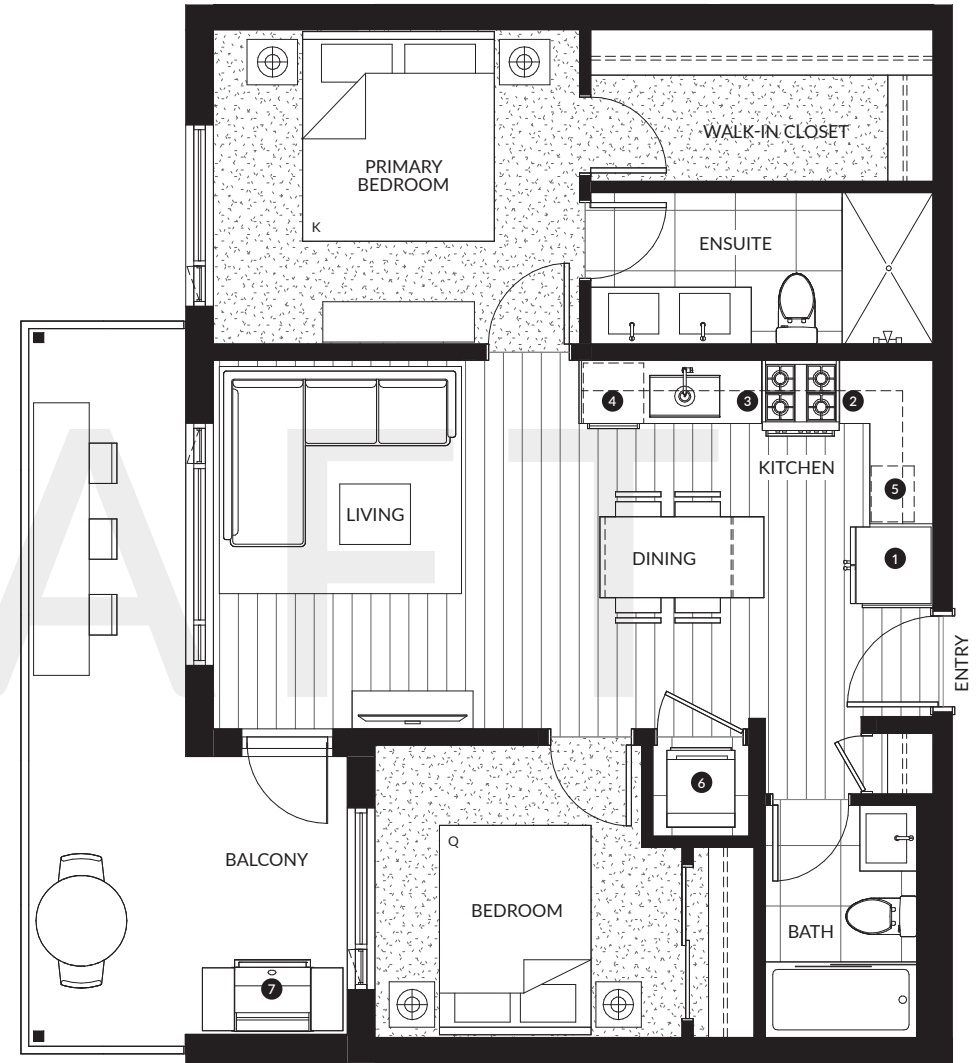 WALK-IN CLOSET
PRIMARY
BEDROOM
K
ENSUITE
4
3
2
KITCHEN
5
LIVING
DINING
1
ENTRY
AFT
6
Q
BALCONY
BEDROOM
BATH
7